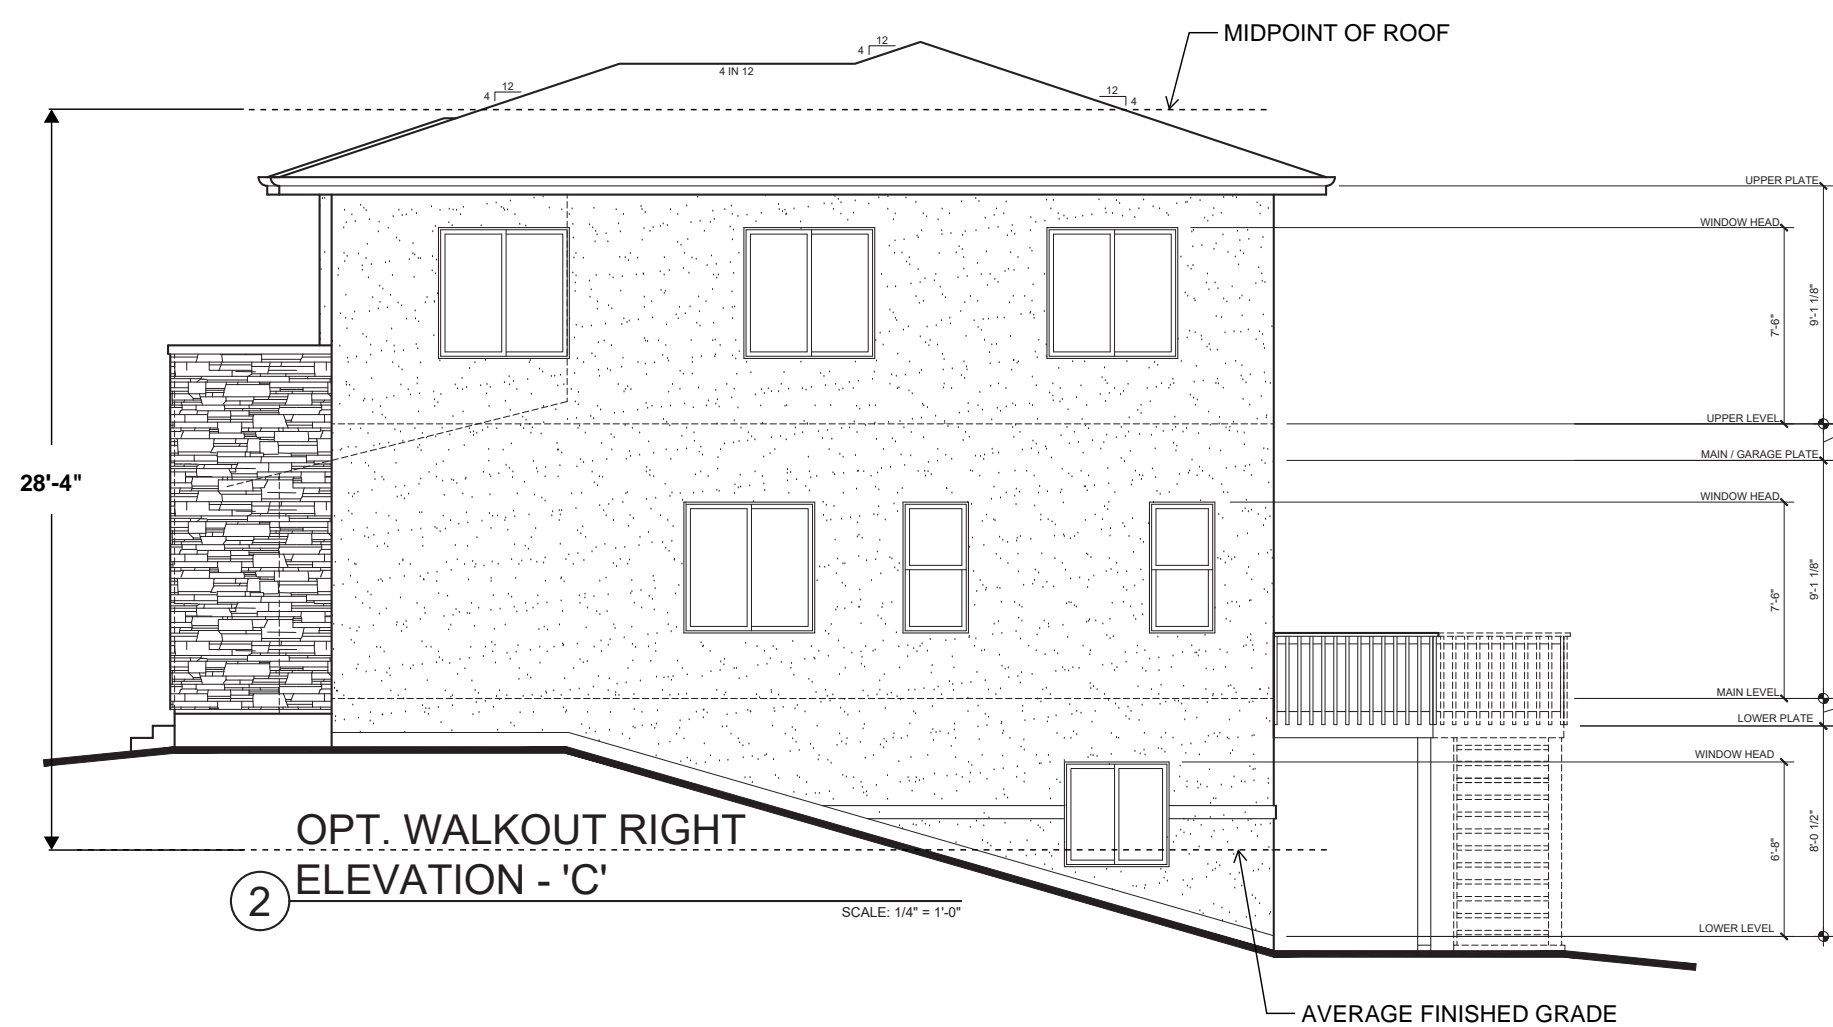 MIDPOINT OF ROOF
12
4
4 IN 12
12
4
12
4
UPPER PLATE
WINDOW HEAD
9'-1 1/8"
7'-6"
UPPER LEVEL
MAIN / GARAGE PLATE
28'-4"
WINDOW HEAD
9'-1 1/8"
7'-6"
MAIN LEVEL
LOWER PLATE
WINDOW HEAD
8'-0 1/2"
6'-8"
OPT. WALKOUT RIGHT
ELEVATION - 'C'
2
SCALE: 1/4" = 1'-0"
LOWER LEVEL
AVERAGE FINISHED GRADE